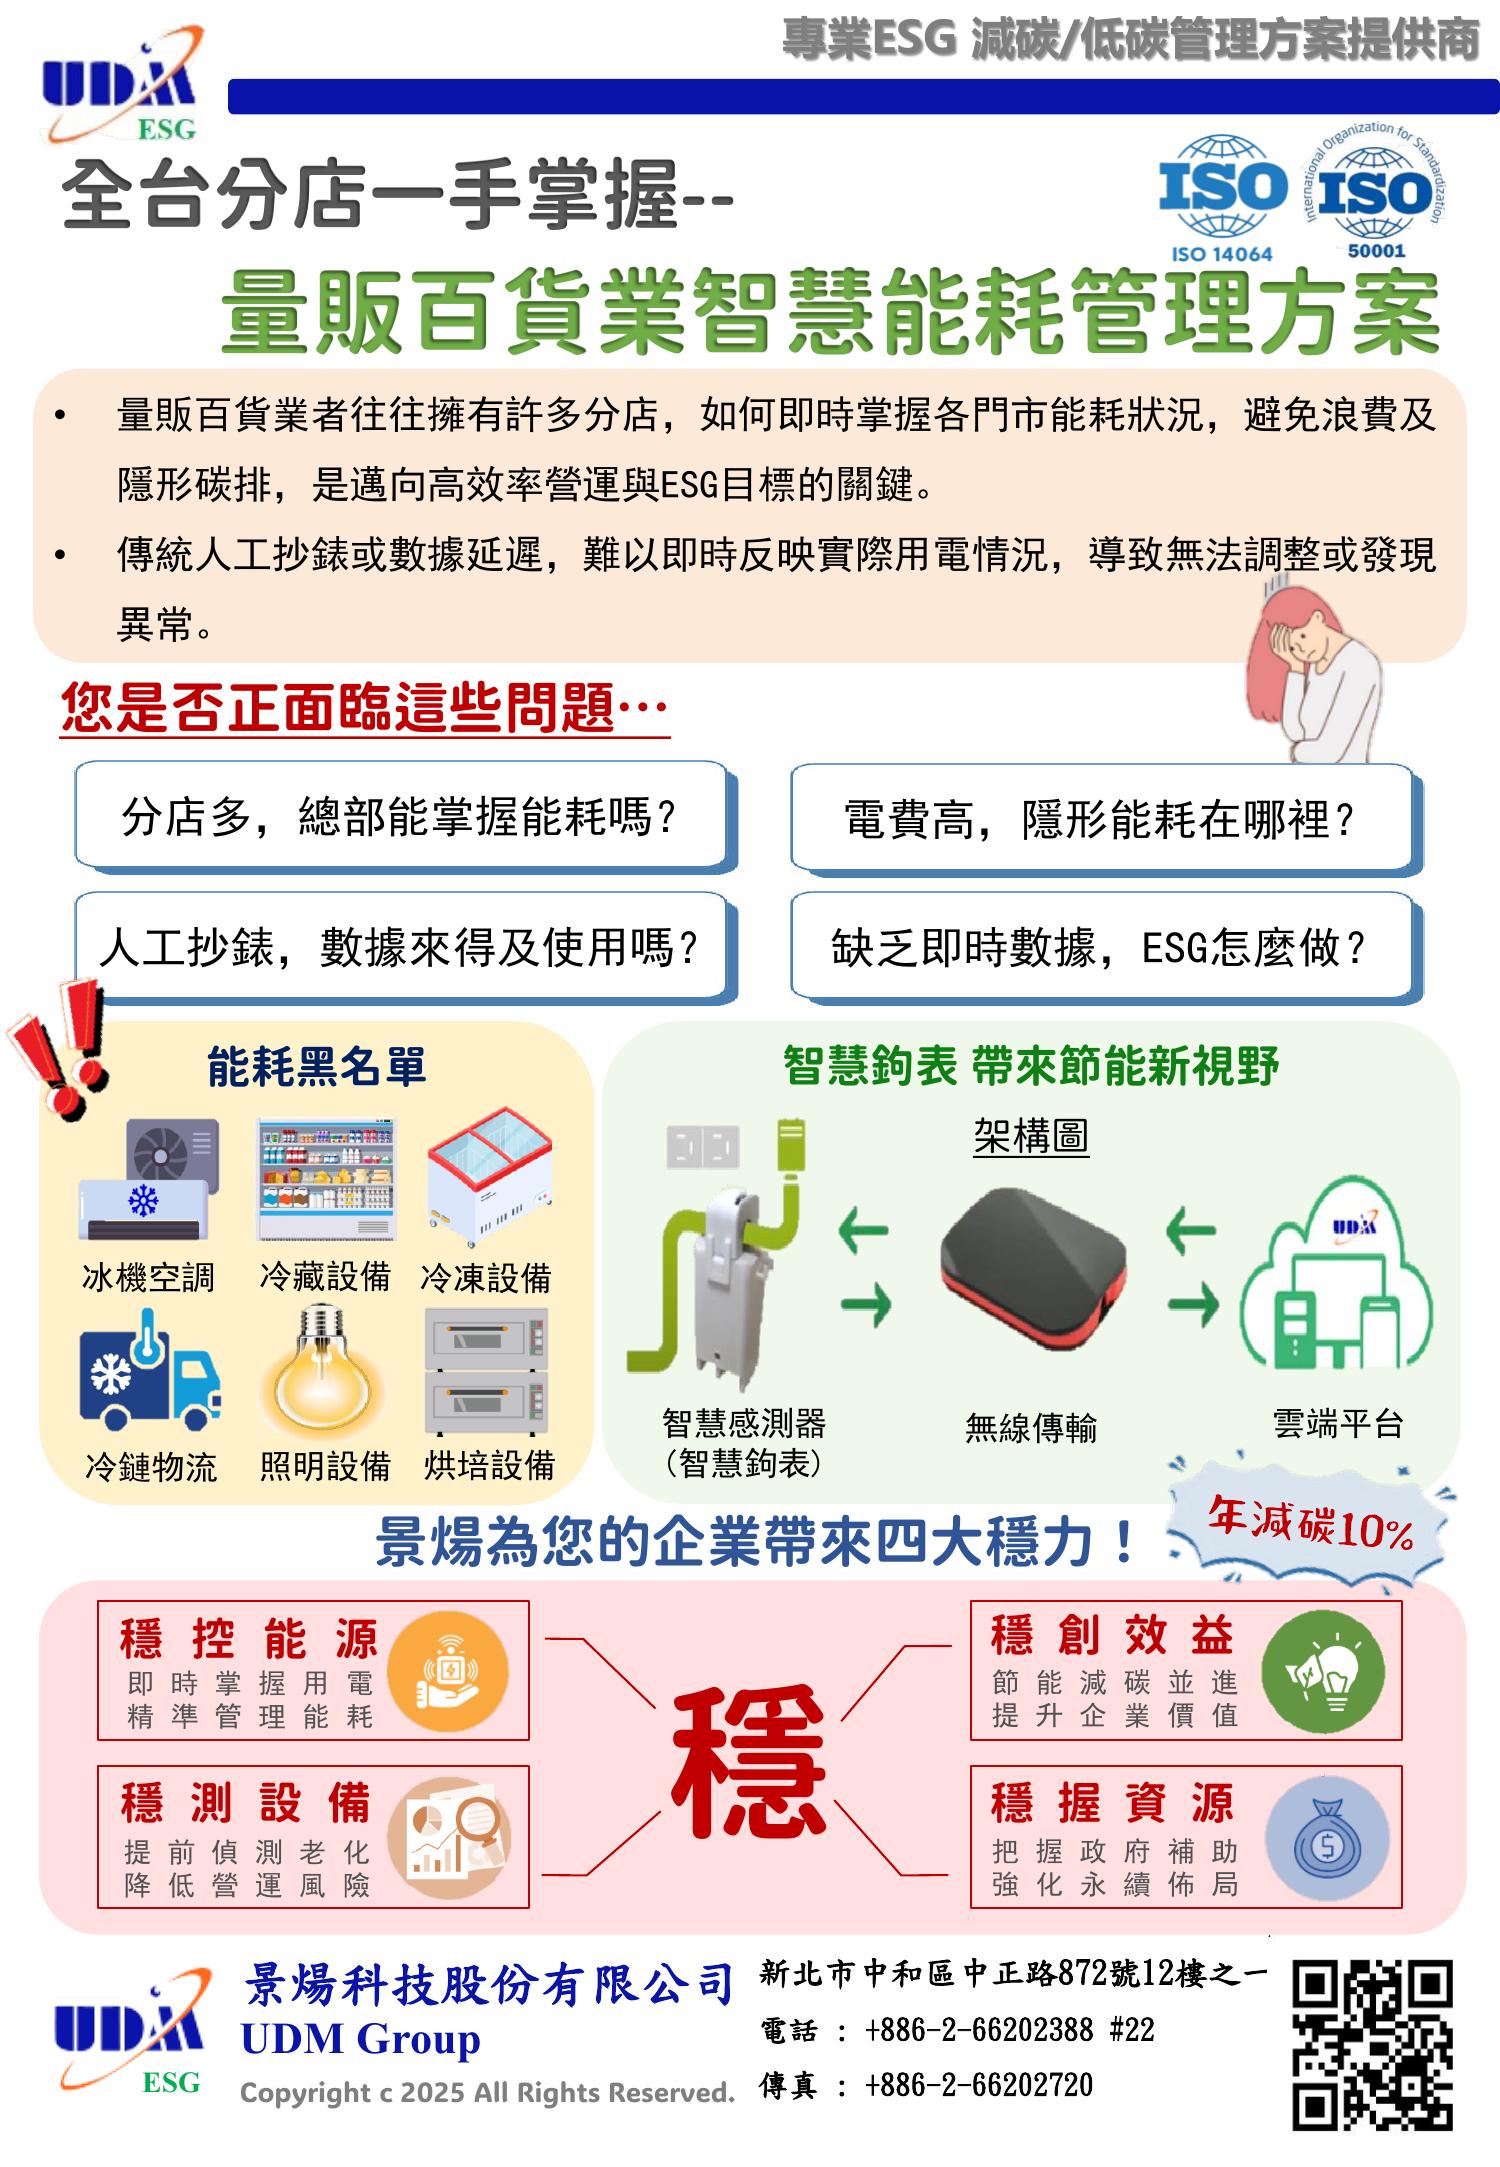 專業ESG 減碳/低碳管理方案提供商
UDM
ESG
全台分店一手掌握--
ISO
ISO 14064
International Organization for Standardization
ISO
50001
量販百貨業智慧能耗管理方案
• 量販百貨業者往往擁有許多分店，如何即時掌握各門市能耗狀況，避免浪費及
隱形碳排，是邁向高效率營運與ESG目標的關鍵。
• 傳統人工抄錶或數據延遲，難以即時反映實際用電情況，導致無法調整或發現
異常。
您是否正面臨這些問題…
分店多，總部能掌握能耗嗎？
電費高，隱形能耗在哪裡？
人工抄錶，數據來得及使用嗎？
缺乏即時數據，ESG怎麼做？
能耗黑名單
冰機空調
冷藏設備
冷凍設備
冷鏈物流
照明設備
烘培設備
智慧鉤表 帶來節能新視野
架構圖
UDM
智慧感測器
（智慧鉤表）
無線傳輸
雲端平台
景煬為您的企業帶來四大穩力！
年減碳10%
穩控能源
即時掌握用電
精準管理能耗
穩創效益
節能減碳並進
提升企業價值
穩
穩測設備
提前偵測老化
降低營運風險
穩握資源
把握政府補助
強化永續佈局
UDM
ESG
景煬科技股份有限公司
UDM Group
Copyright c 2025 All Rights Reserved.
新北市中和區中正路872號12樓之一
電話 : +886-2-66202388 #22
傳真 : +886-2-66202720